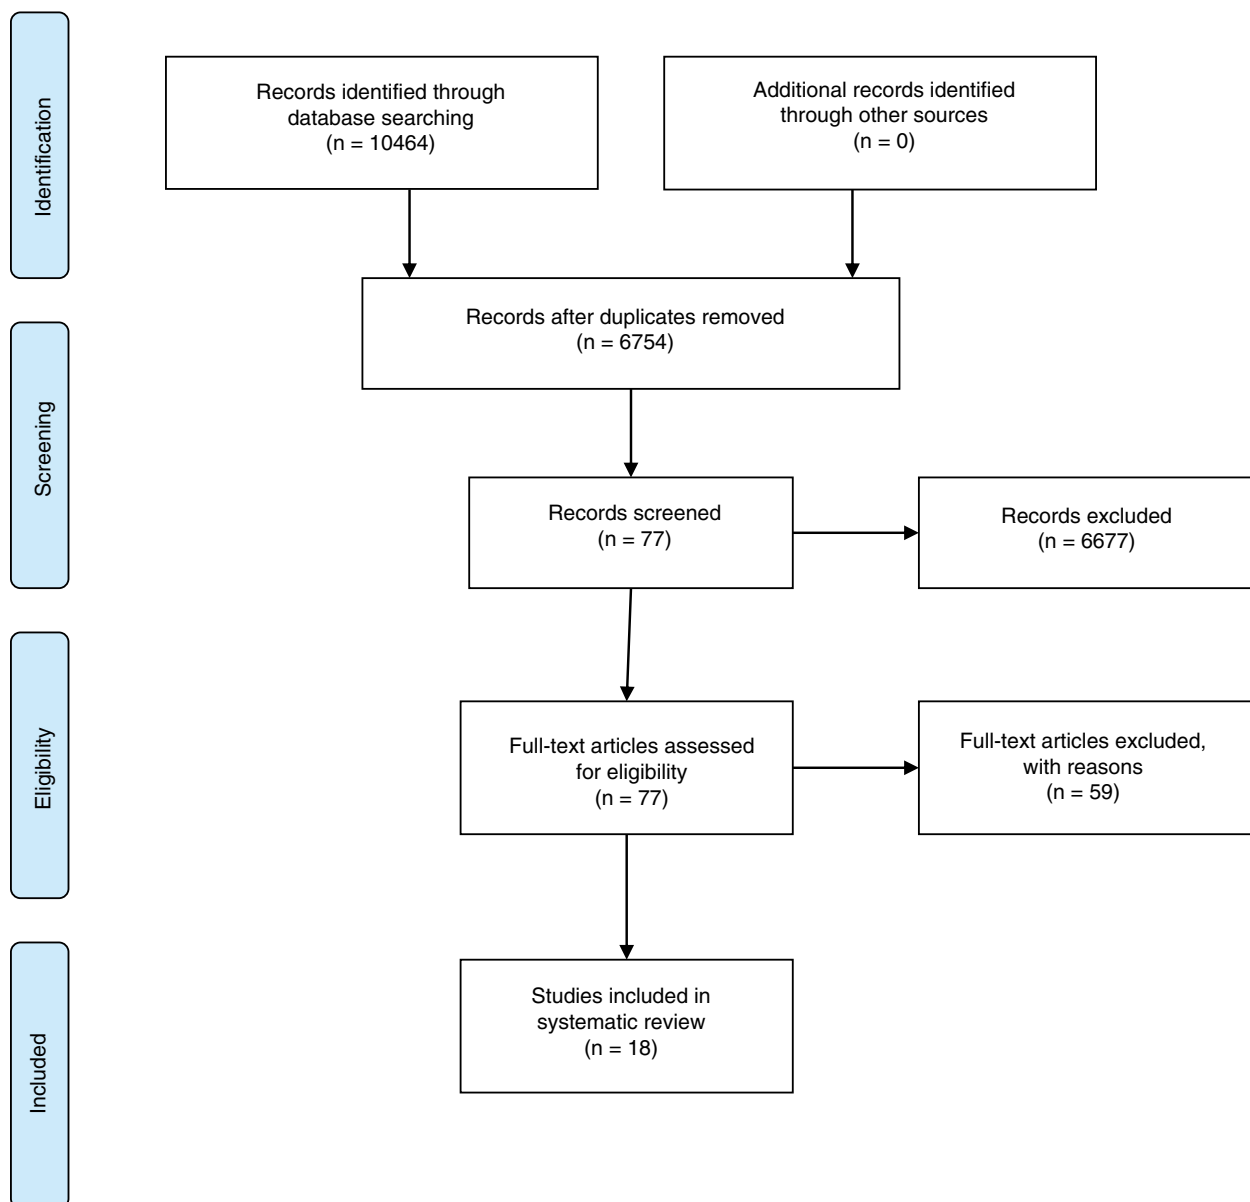 Identification
Records identified through
database searching
(n = 10464)
Additional records identified
through other sources
(n = 0)
Records after duplicates removed
(n = 6754)
Screening
Records screened
(n = 77)
Records excluded
(n = 6677)
Eligibility
Full-text articles assessed
for eligibility
(n = 77)
Full-text articles excluded,
with reasons
(n = 59)
Included
Studies included in
systematic review
(n = 18)